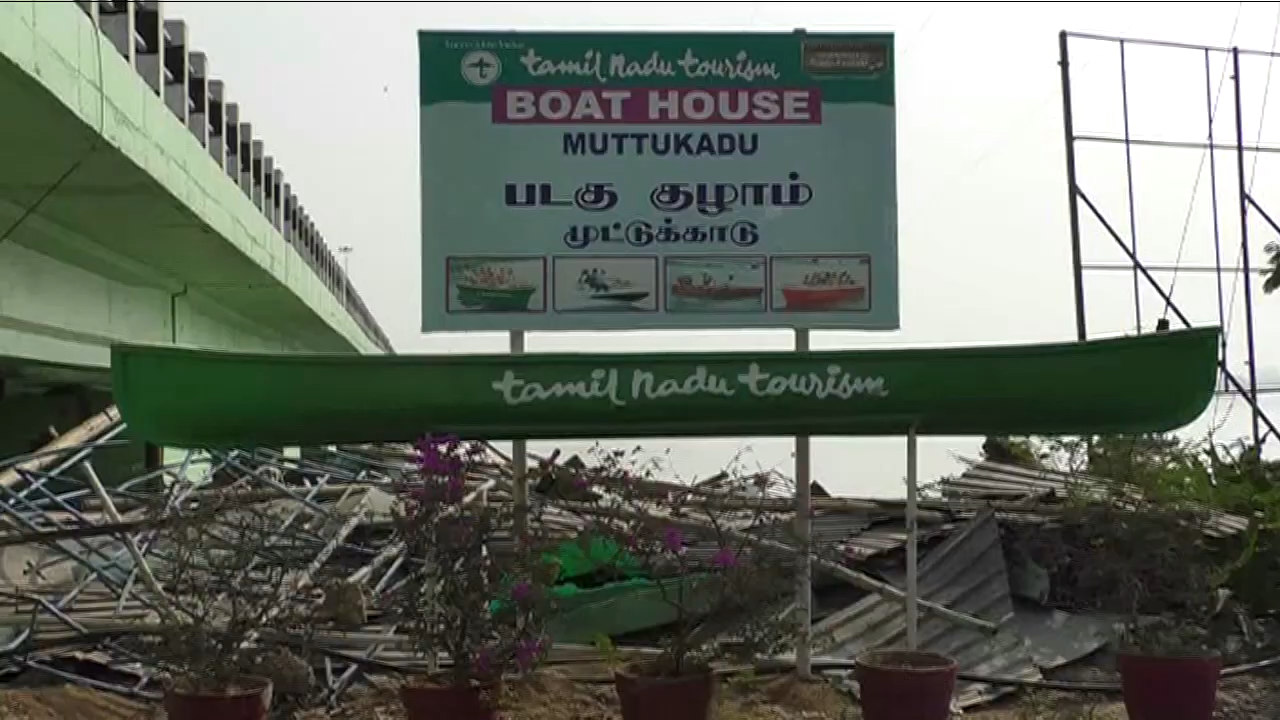 tamil nadu tourism
BOAT HOUSE
MUTTUKADU
படகு குழாம்
முட்டுக்காடு
tamil nadu tourism